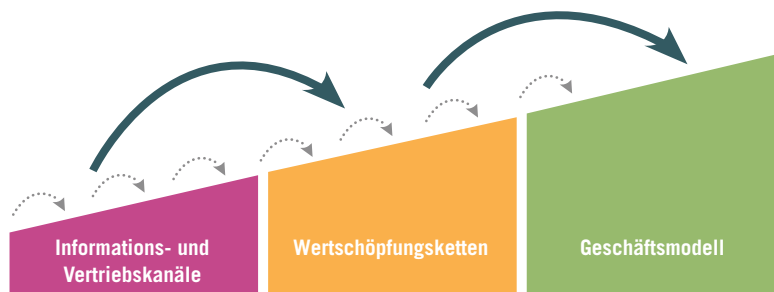 Informations- und
Vertriebskanäle
Wertschöpfungsketten
Geschäftsmodell